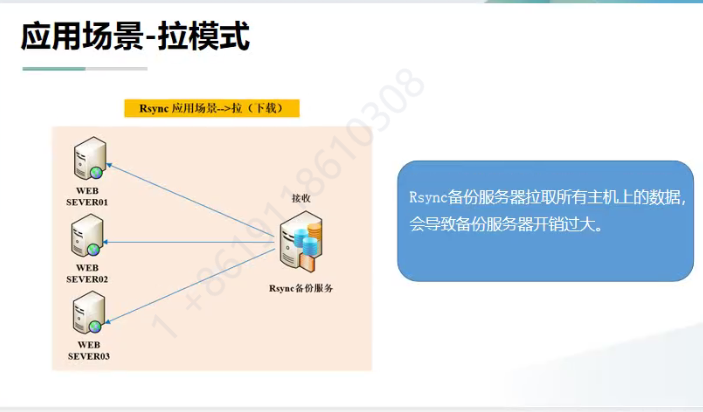 应用场景-拉模式
Rsync 应用场景-->拉（下载）
WEB
SEVER01
接收
WEB
SEVER02
Rsync备份服务
WEB
SEVER03
Rsync备份服务器拉取所有主机上的数据，
会导致备份服务器开销过大。
1 +8619118610308